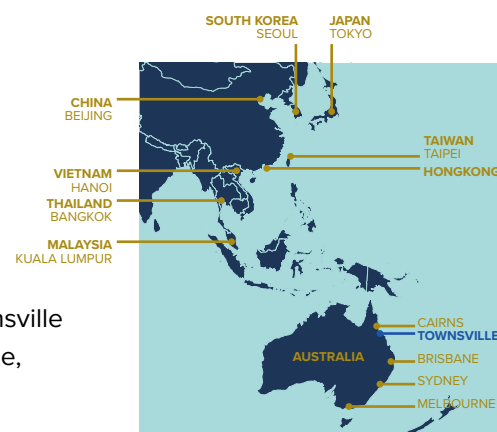 SOUTH KOREA
SEOUL
JAPAN
TOKYO
CHINA
BEIJING
TAIWAN
TAIPEI
HONGKONG
VIETNAM
HANOI
THAILAND
BANGKOK
MALAYSIA
KUALA LUMPUR
nsville
e,
CAIRNS
TOWNSVILLE
AUSTRALIA
BRISBANE
SYDNEY
MELBOURNE